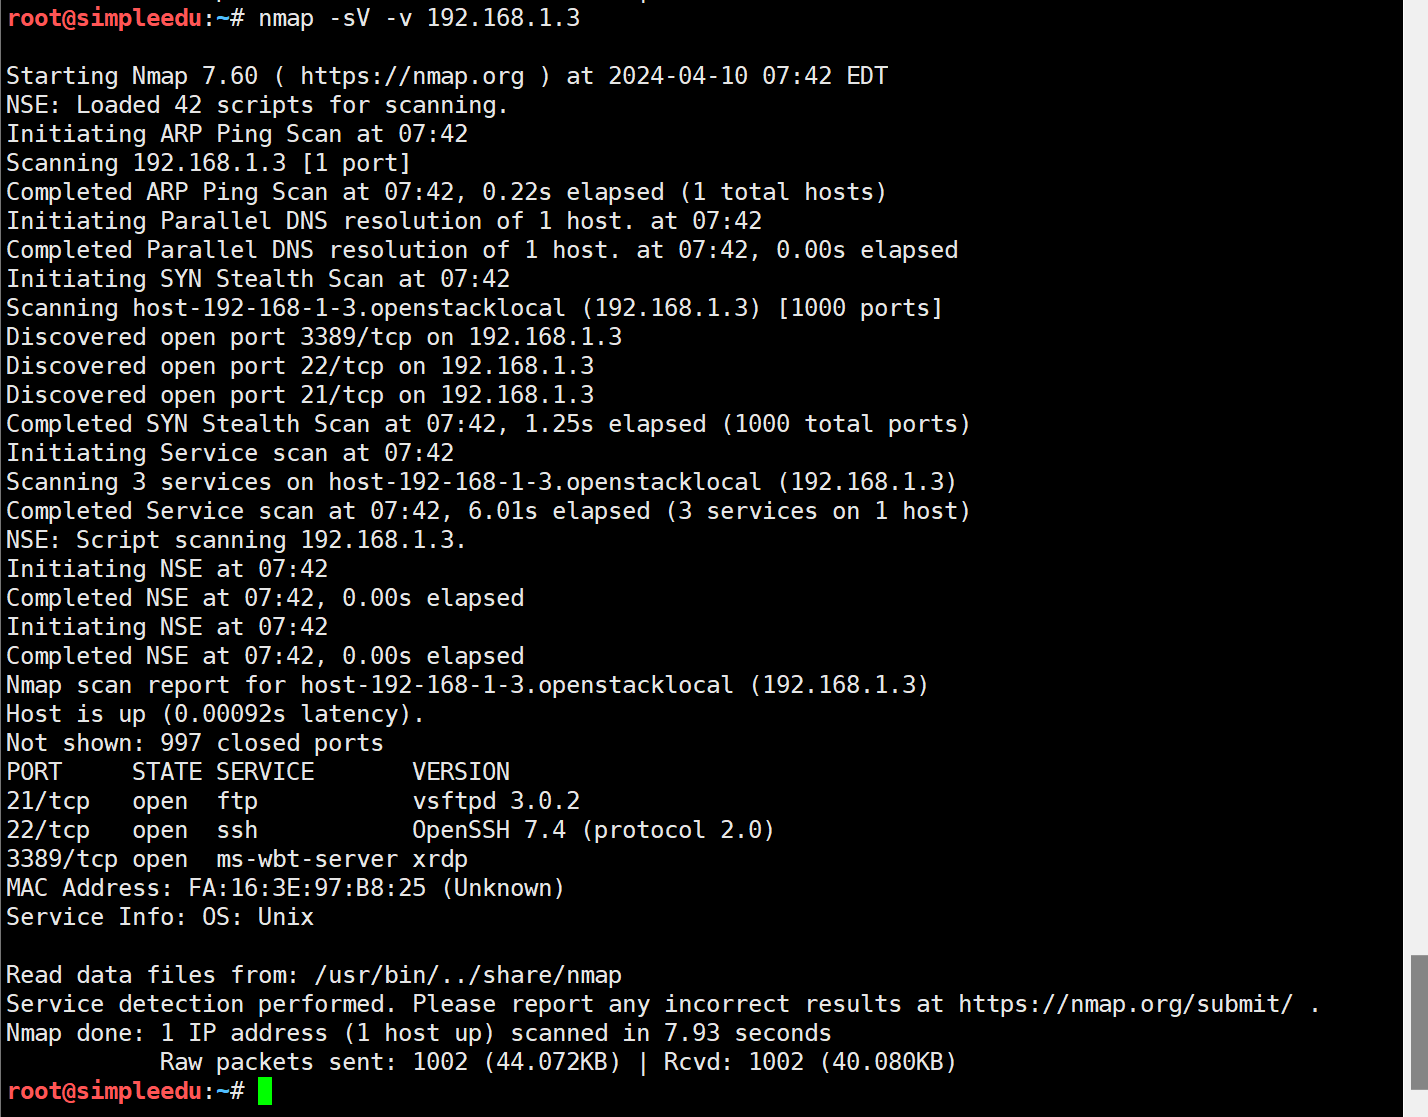 root@simpleedu:~# nmap -sV -v 192.168.1.3

Starting Nmap 7.60 ( https://nmap.org ) at 2024-04-10 07:42 EDT
NSE: Loaded 42 scripts for scanning.
Initiating ARP Ping Scan at 07:42
Scanning 192.168.1.3 [1 port]
Completed ARP Ping Scan at 07:42, 0.22s elapsed (1 total hosts)
Initiating Parallel DNS resolution of 1 host. at 07:42
Completed Parallel DNS resolution of 1 host. at 07:42, 0.00s elapsed
Initiating SYN Stealth Scan at 07:42
Scanning host-192-168-1-3.openstacklocal (192.168.1.3) [1000 ports]
Discovered open port 3389/tcp on 192.168.1.3
Discovered open port 22/tcp on 192.168.1.3
Discovered open port 21/tcp on 192.168.1.3
Completed SYN Stealth Scan at 07:42, 1.25s elapsed (1000 total ports)
Initiating Service scan at 07:42
Scanning 3 services on host-192-168-1-3.openstacklocal (192.168.1.3)
Completed Service scan at 07:42, 6.01s elapsed (3 services on 1 host)
NSE: Script scanning 192.168.1.3.
Initiating NSE at 07:42
Completed NSE at 07:42, 0.00s elapsed
Initiating NSE at 07:42
Completed NSE at 07:42, 0.00s elapsed
Nmap scan report for host-192-168-1-3.openstacklocal (192.168.1.3)
Host is up (0.00092s latency).
Not shown: 997 closed ports
PORT     STATE SERVICE       VERSION
21/tcp   open  ftp           vsftpd 3.0.2
22/tcp   open  ssh           OpenSSH 7.4 (protocol 2.0)
3389/tcp open  ms-wbt-server xrdp
MAC Address: FA:16:3E:97:B8:25 (Unknown)
Service Info: OS: Unix

Read data files from: /usr/bin/../share/nmap
Service detection performed. Please report any incorrect results at https://nmap.org/submit/ .
Nmap done: 1 IP address (1 host up) scanned in 7.93 seconds
           Raw packets sent: 1002 (44.072KB) | Rcvd: 1002 (40.080KB)
root@simpleedu:~#